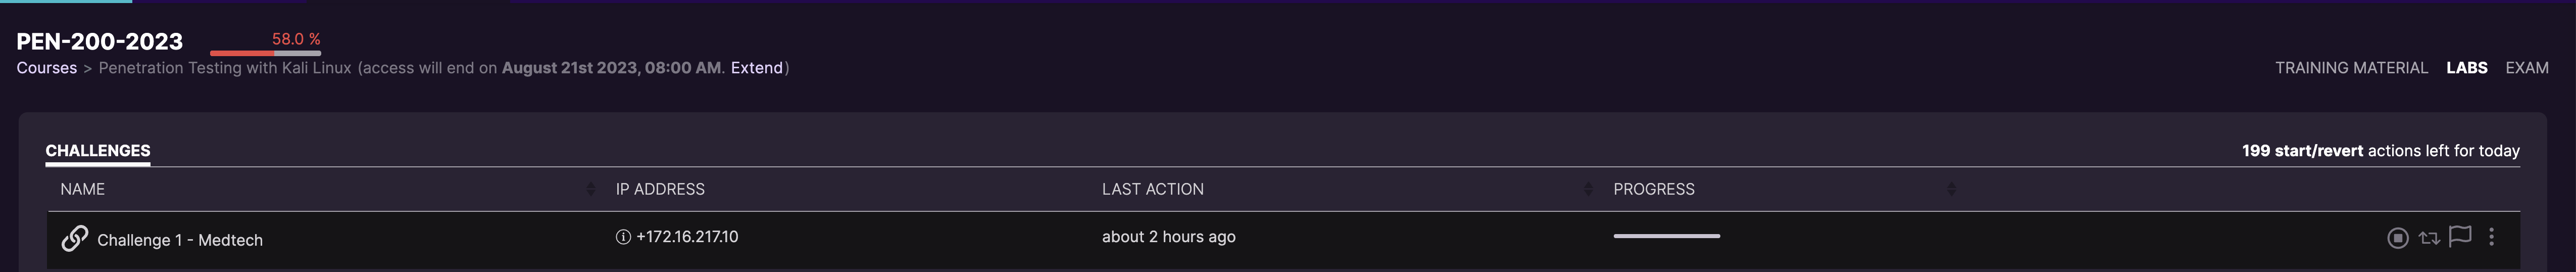 PEN-200-2023 58.0 %
Courses > Penetration Testing with Kali Linux (access will end on August 21st 2023, 08:00 AM. Extend)
TRAINING MATERIAL LABS EXAM
CHALLENGES 199 start/revert actions left for today
NAME IP ADDRESS LAST ACTION PROGRESS
Challenge 1 - Medtech +172.16.217.10 about 2 hours ago